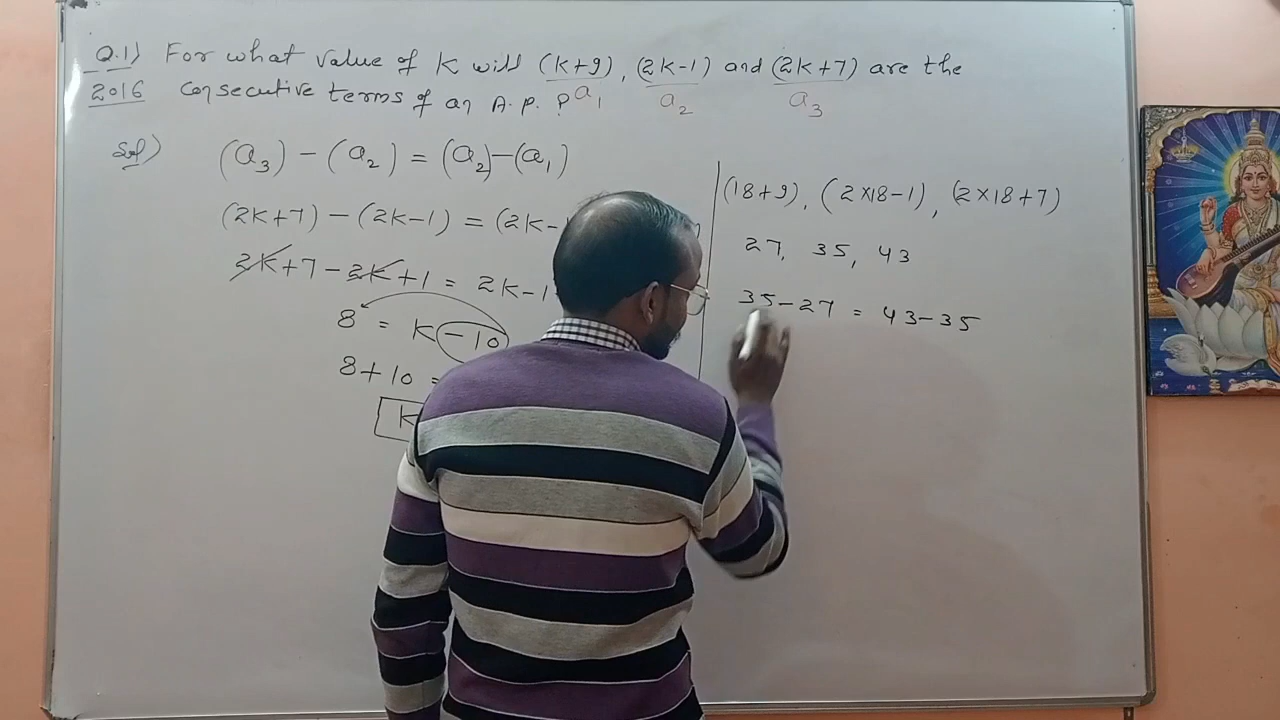 Q.1) For what value of K will (k+9), (2K-1) and (2K+7) are the
2016 consecutive terms of an A.P. ?
a₁ a₂ a₃
Sol)
(a₃) - (a₂) = (a₂) - (a₁)
(2K+7) - (2K-1) = (2K-
2K+7-2K+1 = 2K-1
8 = K-10
8+10 =
K
(18+9), (2×18-1), (2×18+7)
27, 35, 43
35-27 = 43-35